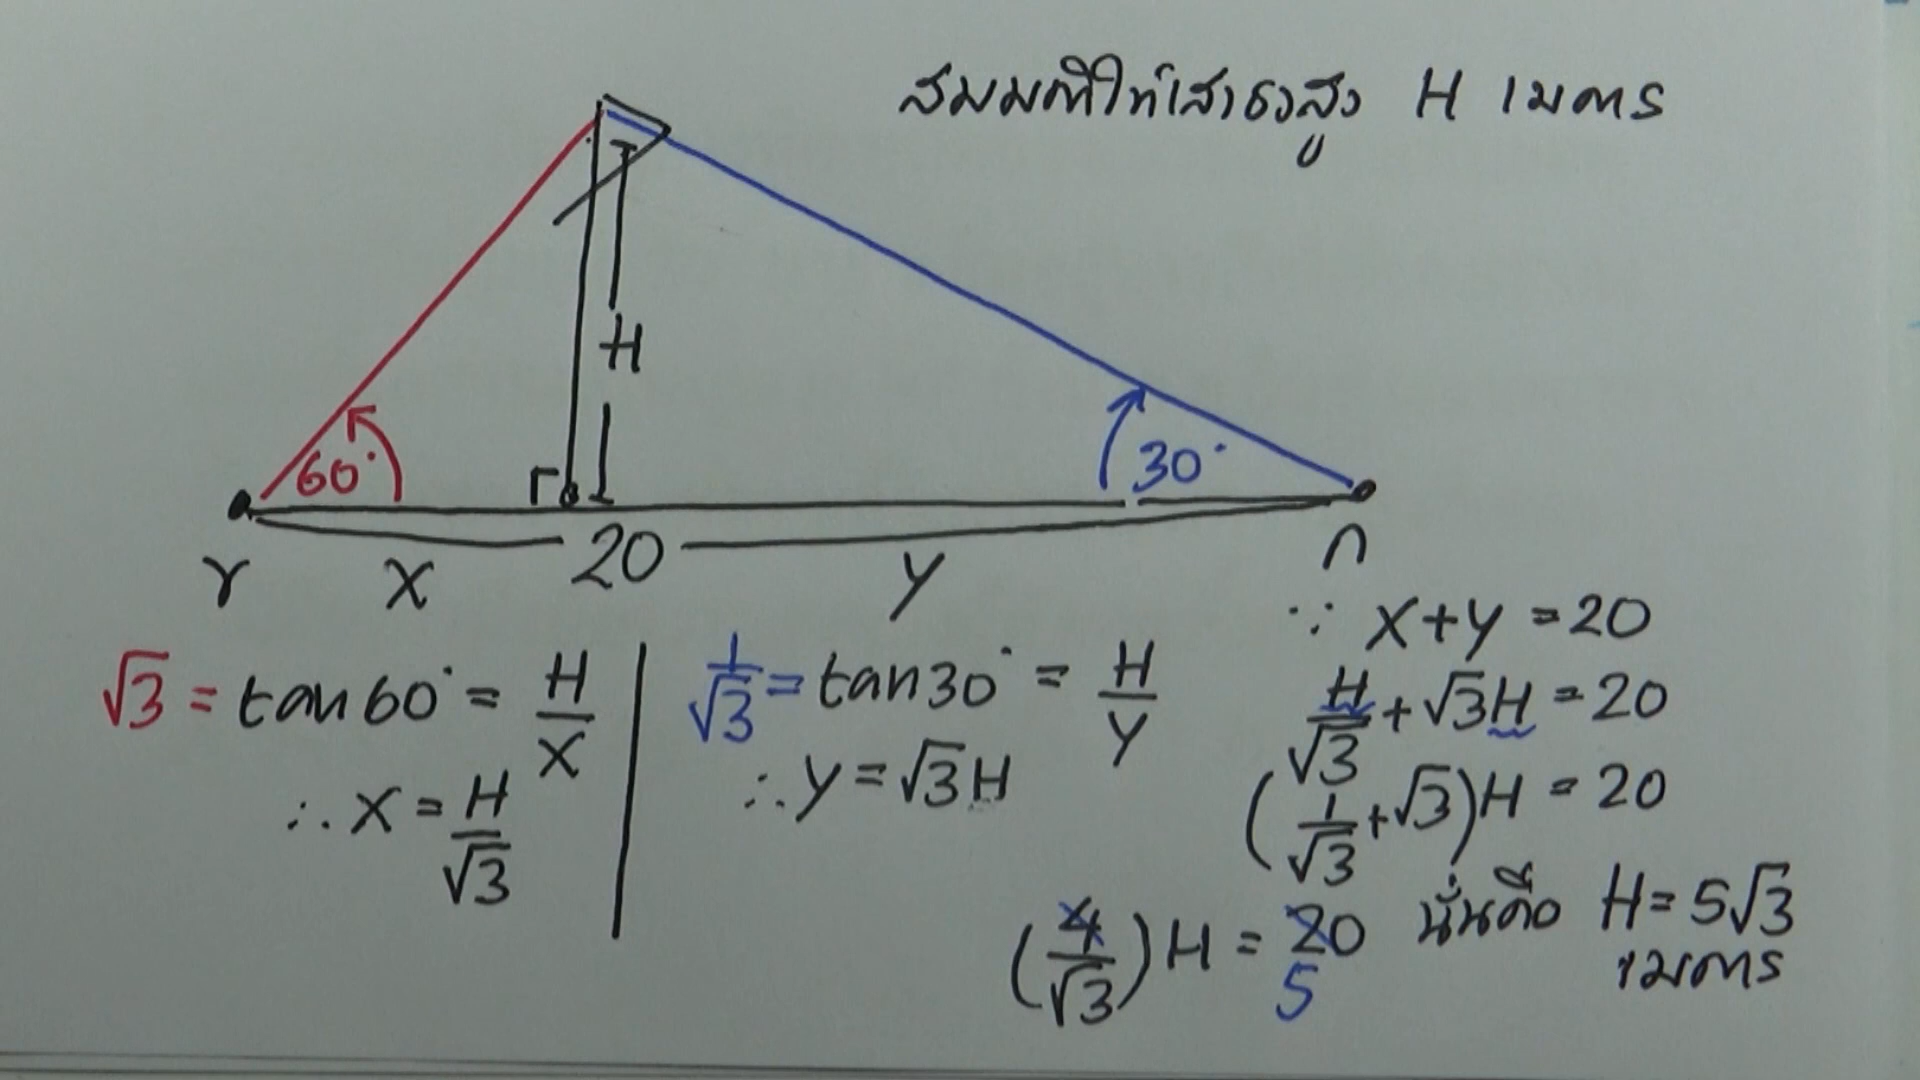 สมมติให้เสาธงสูง H เมตร
H
60°
30°
20
ข
x
y
ก
√3 = tan60° = H/x
∴ x = H/√3
1/√3 = tan30° = H/y
∴ y = √3H
∵ x+y = 20
H/√3 + √3H = 20
(1/√3 + √3)H = 20
(4/√3)H = 20
5
นั่นคือ H = 5√3
เมตร